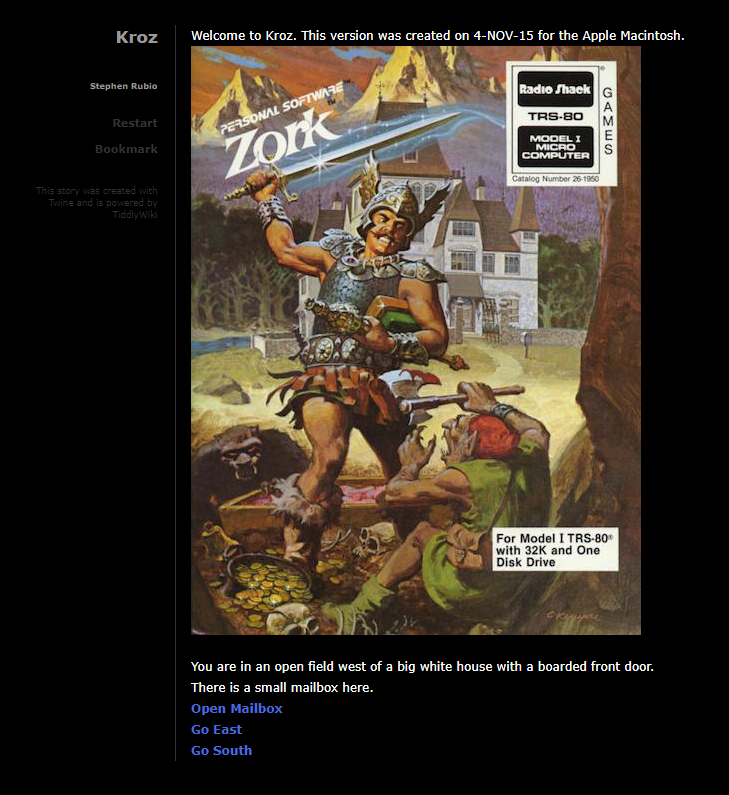 Kroz
Stephen Rubio
Restart
Bookmark
This story was created with
Twine and is powered by
TiddlyWiki
Welcome to Kroz. This version was created on 4-NOV-15 for the Apple Macintosh.
PERSONAL SOFTWARE™
Zork™
Radio Shack®
TRS-80
MODEL I
MICRO
COMPUTER
GAMES
Catalog Number 26-1950
For Model I TRS-80®
with 32K and One
Disk Drive
You are in an open field west of a big white house with a boarded front door.
There is a small mailbox here.
Open Mailbox
Go East
Go South